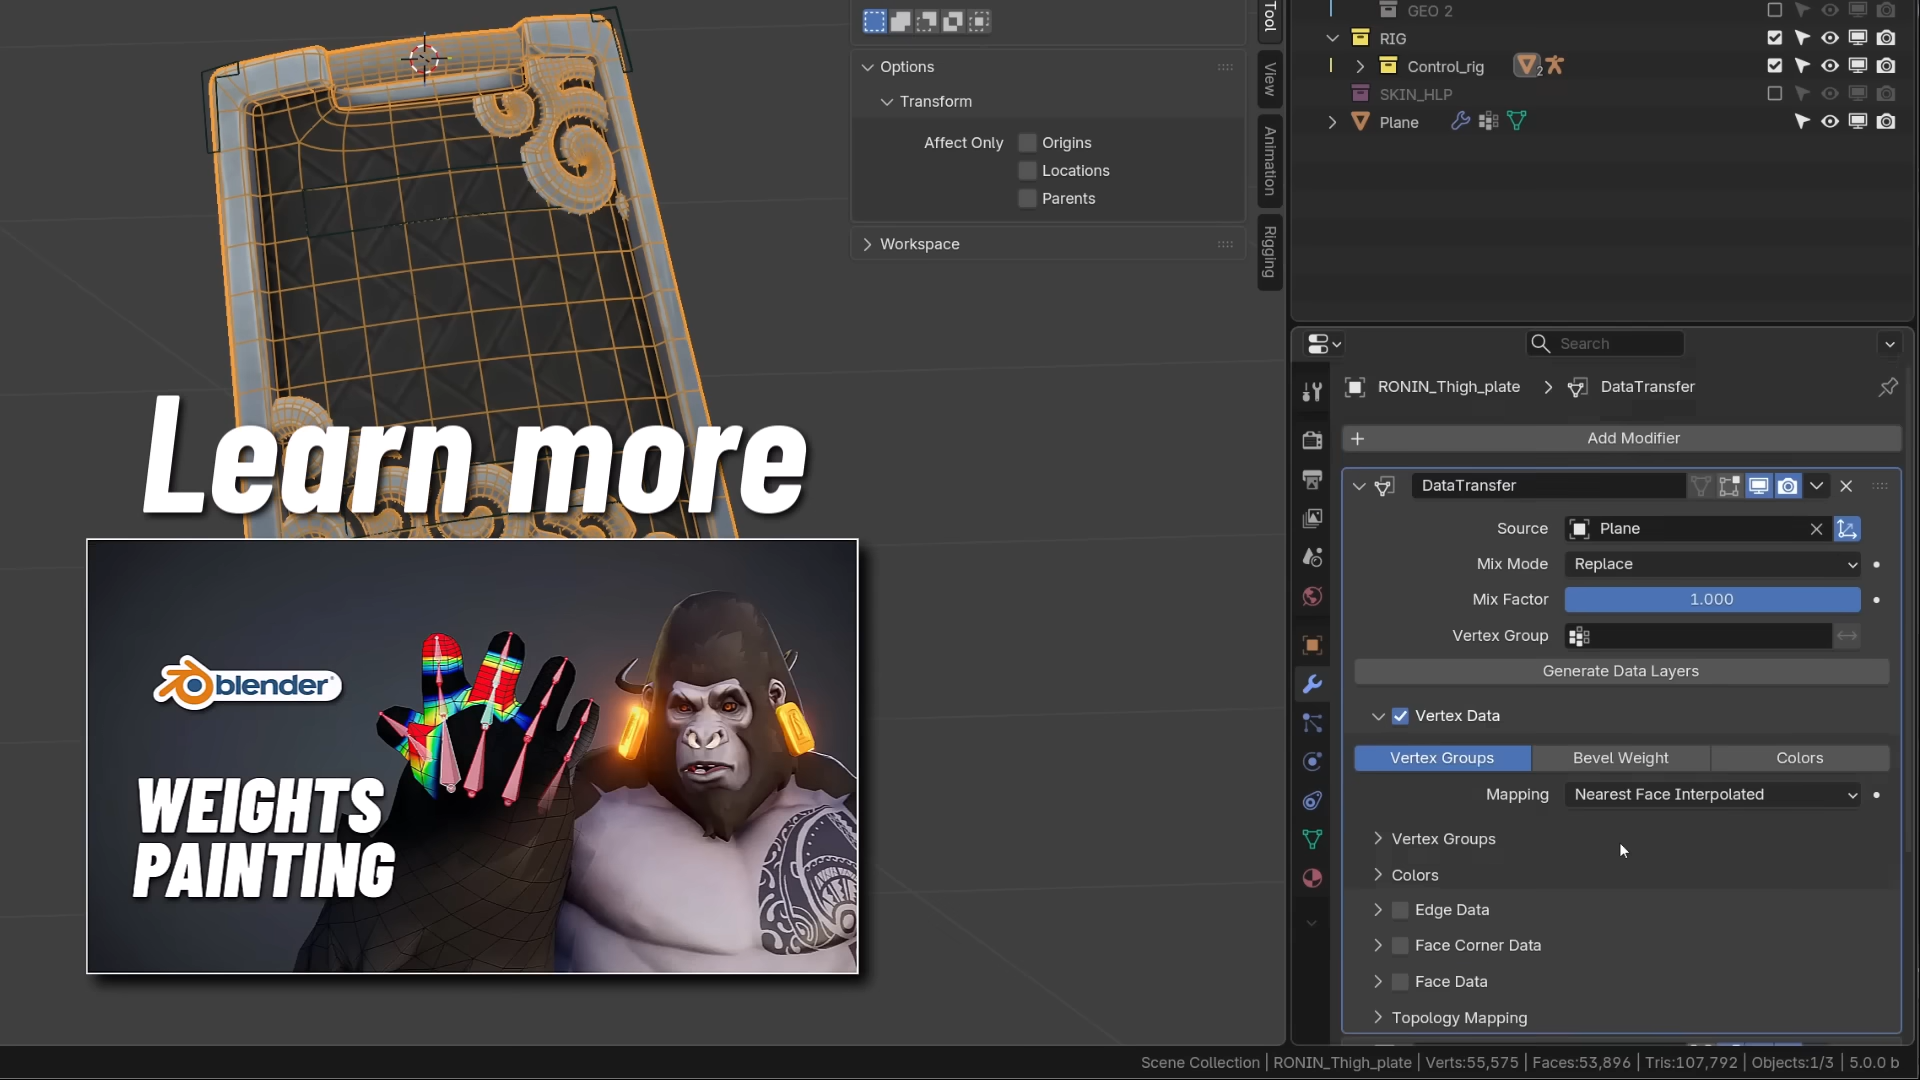 GEO 2
RIG
Control_rig
2
SKIN_HLP
Plane
Tool
View
Animation
Rigging
Options
Transform
Affect Only
Origins
Locations
Parents
Workspace
Search
RONIN_Thigh_plate
DataTransfer
Add Modifier
DataTransfer
Source
Plane
Mix Mode
Replace
Mix Factor
1.000
Vertex Group
Generate Data Layers
Vertex Data
Vertex Groups
Bevel Weight
Colors
Mapping
Nearest Face Interpolated
Vertex Groups
Colors
Edge Data
Face Corner Data
Face Data
Topology Mapping
Learn more
blender
WEIGHTS
PAINTING
Scene Collection | RONIN_Thigh_plate | Verts:55,575 | Faces:53,896 | Tris:107,792 | Objects:1/3 | 5.0.0 b